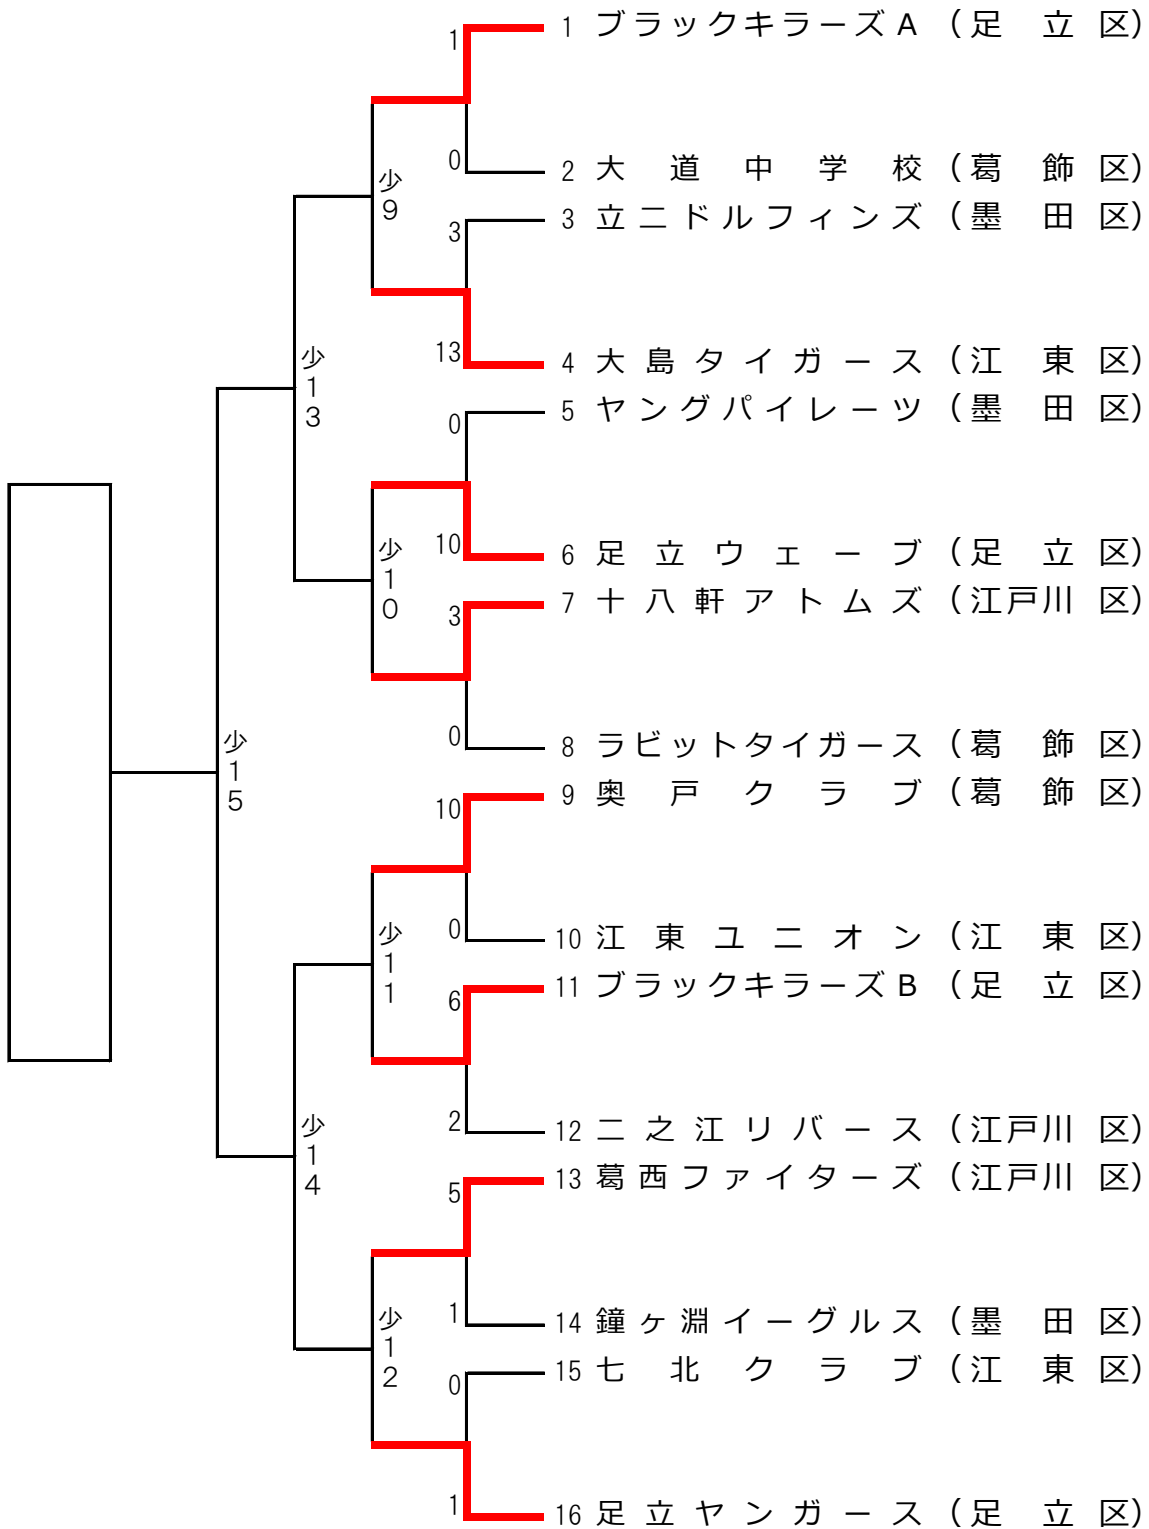 1 1 ブラックキラーズA (足立区)
0 2 大道中学校 (葛飾区)
少9
3 3 立二ドルフィンズ (墨田区)
13 4 大島タイガース (江東区)
少13
0 5 ヤングパイレーツ (墨田区)
10 6 足立ウェーブ (足立区)
少10
3 7 十八軒アトムズ (江戸川区)
0 8 ラビットタイガース (葛飾区)
少15
10 9 奥戸クラブ (葛飾区)
0 10 江東ユニオン (江東区)
少11
6 11 ブラックキラーズB (足立区)
2 12 二之江リバース (江戸川区)
少14
5 13 葛西ファイターズ (江戸川区)
1 14 鐘ヶ淵イーグルス (墨田区)
少12
0 15 七北クラブ (江東区)
1 16 足立ヤンガース (足立区)